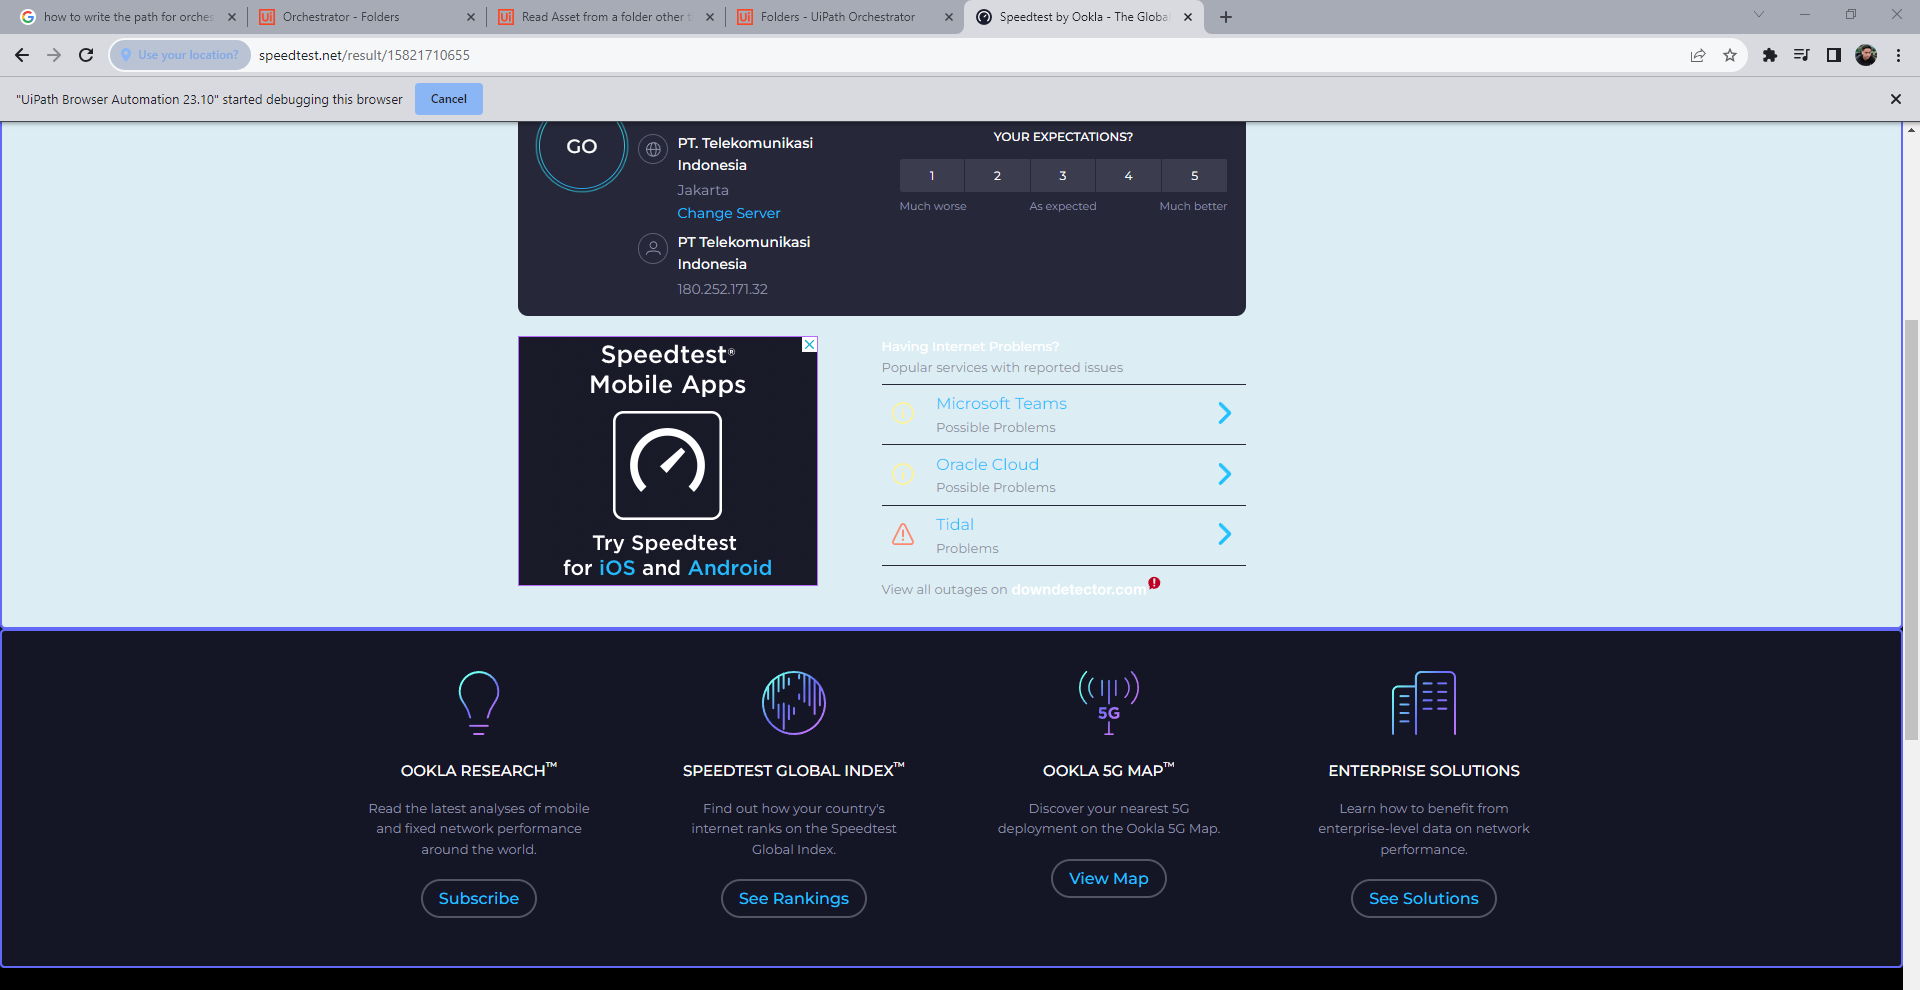 how to write the path for orches
Orchestrator - Folders
Read Asset from a folder other t
Folders - UiPath Orchestrator
Speedtest by Ookla - The Global
Use your location?
speedtest.net/result/15821710655
"UiPath Browser Automation 23.10" started debugging this browser
Cancel
GO
PT. Telekomunikasi
Indonesia
Jakarta
Change Server
PT Telekomunikasi
Indonesia
180.252.171.32
YOUR EXPECTATIONS?
1 2 3 4 5
Much worse As expected Much better
Speedtest®
Mobile Apps
Try Speedtest
for iOS and Android
Having Internet Problems?
Popular services with reported issues
Microsoft Teams
Possible Problems
Oracle Cloud
Possible Problems
Tidal
Problems
View all outages on downdetector.com
OOKLA RESEARCH™
Read the latest analyses of mobile
and fixed network performance
around the world.
Subscribe
SPEEDTEST GLOBAL INDEX™
Find out how your country's
internet ranks on the Speedtest
Global Index.
See Rankings
5G
OOKLA 5G MAP™
Discover your nearest 5G
deployment on the Ookla 5G Map.
View Map
ENTERPRISE SOLUTIONS
Learn how to benefit from
enterprise-level data on network
performance.
See Solutions